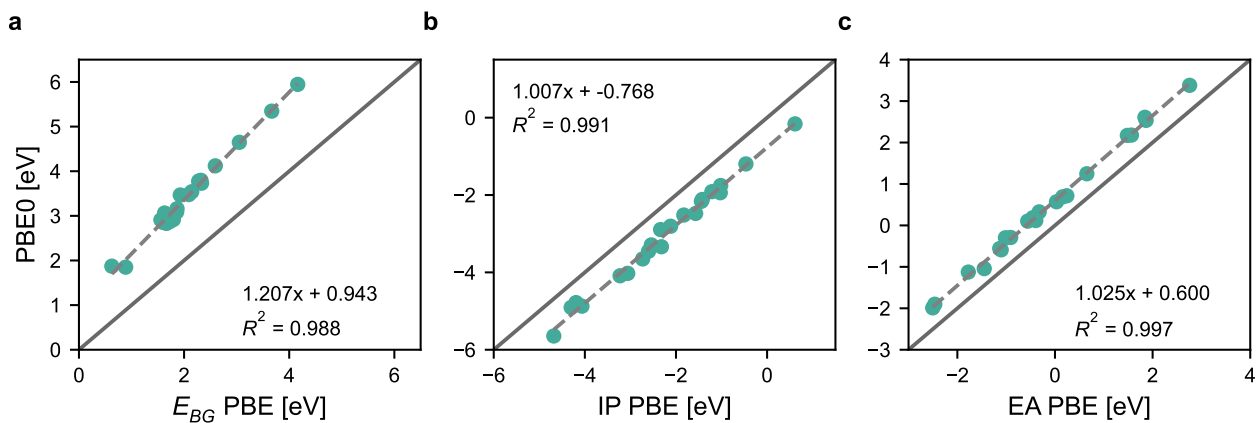 a
b
c
PBE0 [eV]
6
5
4
3
2
1
0
0
2
4
6
E_BG PBE [eV]
1.207x + 0.943
R² = 0.988
0
−2
−4
−6
−6
−4
−2
0
IP PBE [eV]
1.007x + -0.768
R² = 0.991
4
3
2
1
0
−1
−2
−3
−2
0
2
4
EA PBE [eV]
1.025x + 0.600
R² = 0.997